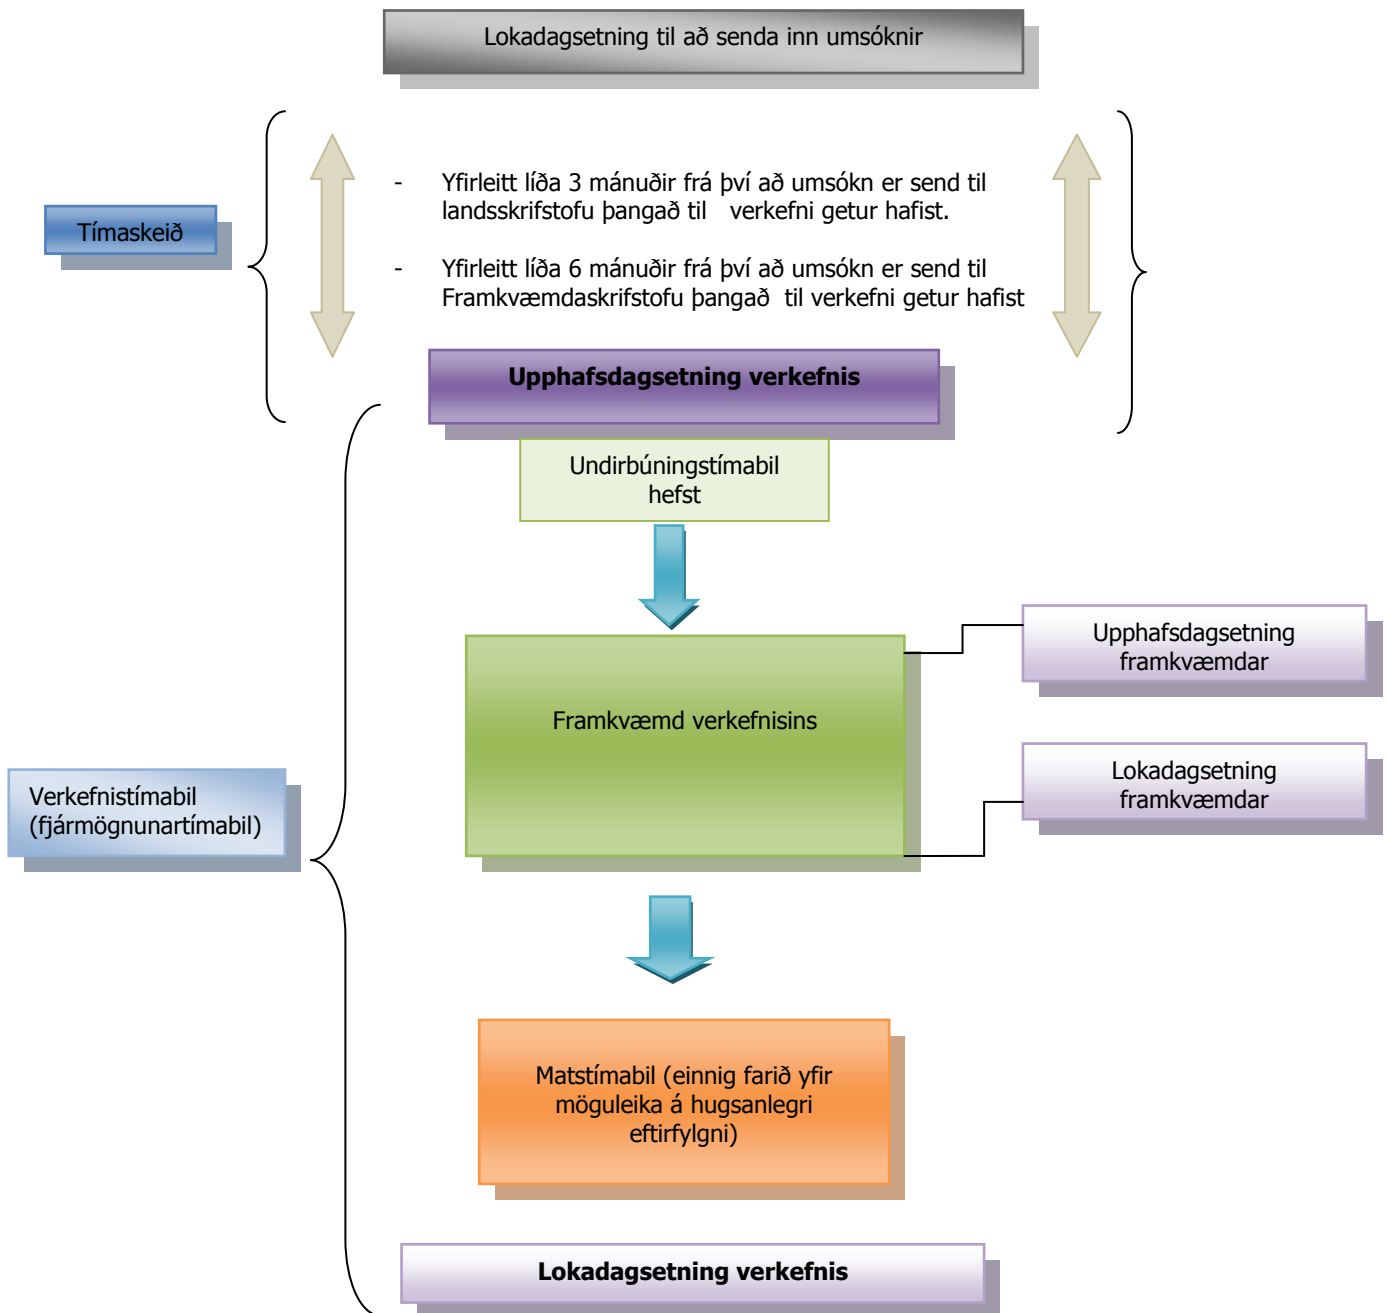 Lokadagsetning til að senda inn umsóknir
- Yfirleitt líða 3 mánuðir frá því að umsókn er send til
landsskrifstofu þangað til verkefni getur hafist.
Tímaskeið
- Yfirleitt líða 6 mánuðir frá því að umsókn er send til
Framkvæmdaskrifstofu þangað til verkefni getur hafist
Upphafsdagsetning verkefnis
Undirbúningstímabil
hefst
Upphafsdagsetning
framkvæmdar
Framkvæmd verkefnisins
Lokadagsetning
framkvæmdar
Verkefnistímabil
(fjármögnunartímabil)
Matstímabil (einnig farið yfir
möguleika á hugsanlegri
eftirfylgni)
Lokadagsetning verkefnis